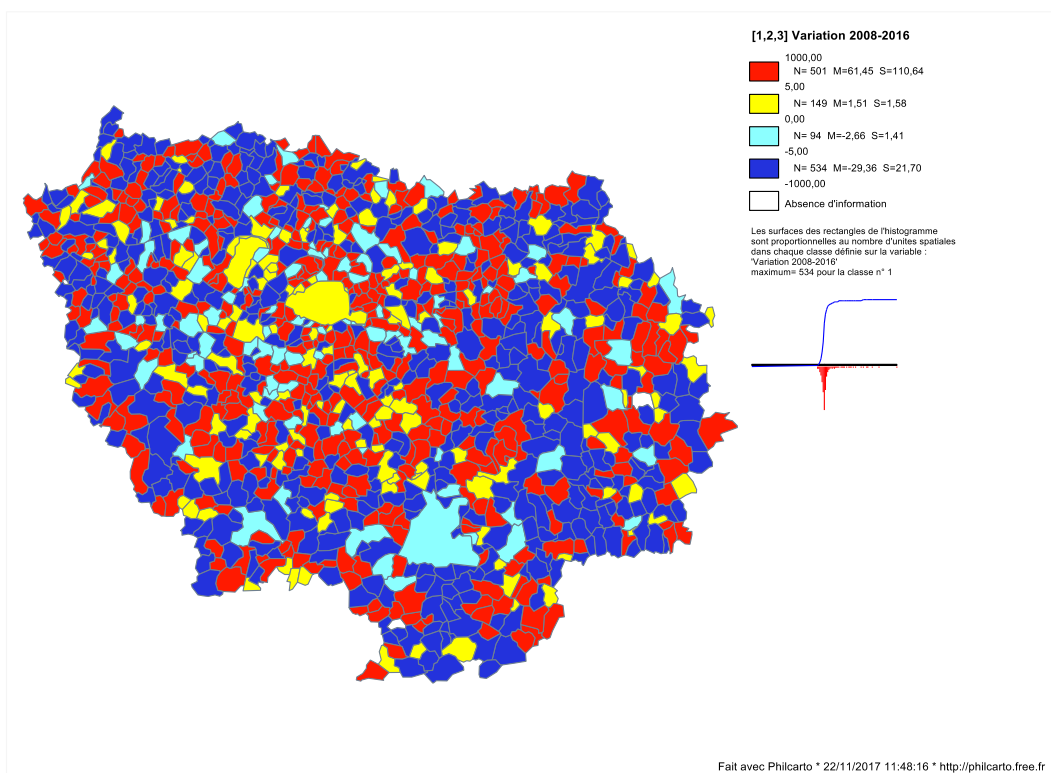 [1,2,3] Variation 2008-2016
1000,00
N= 501 M=61,45 S=110,64
5,00
N= 149 M=1,51 S=1,58
0,00
N= 94 M=-2,66 S=1,41
-5,00
N= 534 M=-29,36 S=21,70
-1000,00
Absence d'information
Les surfaces des rectangles de l'histogramme
sont proportionnelles au nombre d'unites spatiales
dans chaque classe définie sur la variable :
'Variation 2008-2016'
maximum= 534 pour la classe n° 1
Fait avec Philcarto * 22/11/2017 11:48:16 * http://philcarto.free.fr